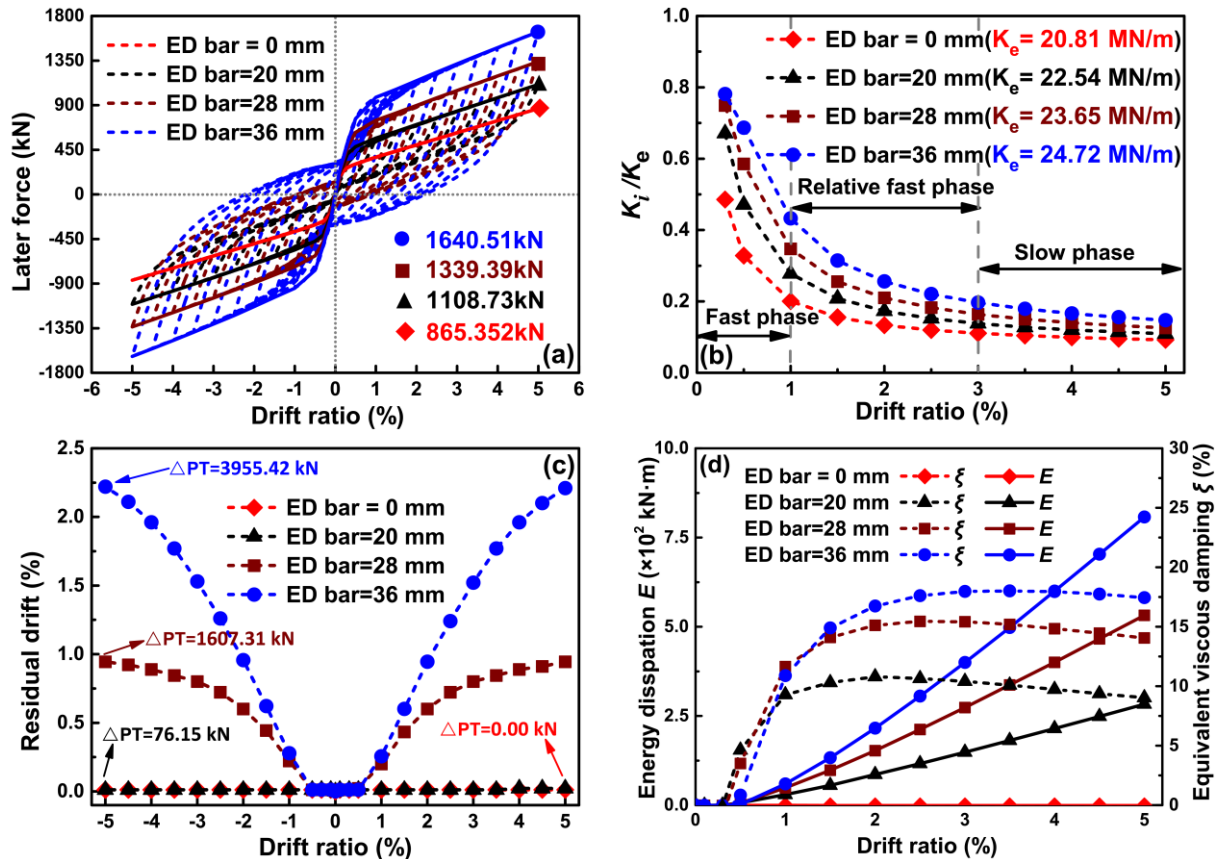 1800
1350
900
450
0
-450
-900
-1350
-1800
Later force (kN)
ED bar = 0 mm
ED bar=20 mm
ED bar=28 mm
ED bar=36 mm
1640.51kN
1339.39kN
1108.73kN
865.352kN
(a)
-6 -5 -4 -3 -2 -1 0 1 2 3 4 5 6
Drift ratio (%)
1.0
0.8
0.6
0.4
0.2
0.0
Ki /Ke
ED bar = 0 mm(Ke= 20.81 MN/m)
ED bar=20 mm(Ke= 22.54 MN/m)
ED bar=28 mm(Ke= 23.65 MN/m)
ED bar=36 mm(Ke= 24.72 MN/m)
Relative fast phase
Slow phase
Fast phase
(b)
0 1 2 3 4 5
Drift ratio (%)
2.5
2.0
1.5
1.0
0.5
0.0
Residual drift (%)
△PT=3955.42 kN
(c)
ED bar = 0 mm
ED bar=20 mm
ED bar=28 mm
ED bar=36 mm
△PT=1607.31 kN
△PT=76.15 kN
△PT=0.00 kN
-5 -4 -3 -2 -1 0 1 2 3 4 5
Drift ratio (%)
10.0
7.5
5.0
2.5
0.0
Energy disspation E (×10² kN·m)
ED bar = 0 mm ξ E
ED bar=20 mm ξ E
ED bar=28 mm ξ E
ED bar=36 mm ξ E
(d)
30
25
20
15
10
5
0
Equivalent viscous damping ξ (%)
0 1 2 3 4 5
Drift ratio (%)